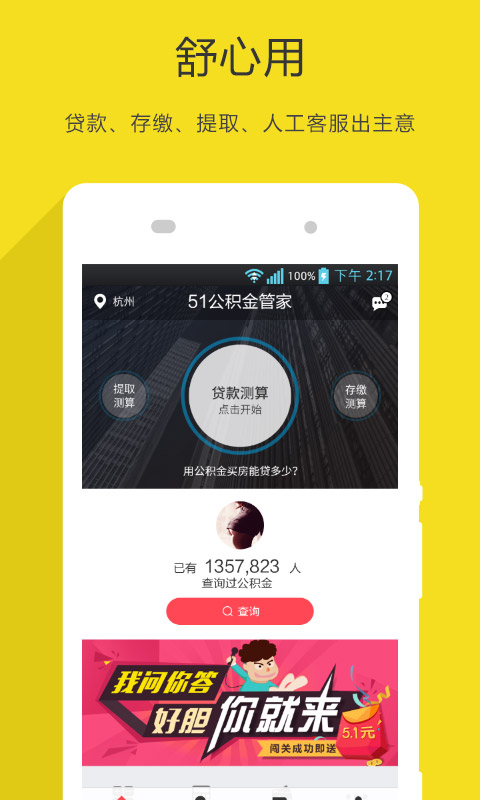 舒心用
贷款、存缴、提取、人工客服出主意
100% 下午 2:17
杭州 51公积金管家 2
提取
测算
贷款测算
点击开始
存缴
测算
用公积金买房能贷多少?
已有 1357,823 人
查询过公积金
查询
我问你答
好胆你就来
5.1元
闯关成功即送